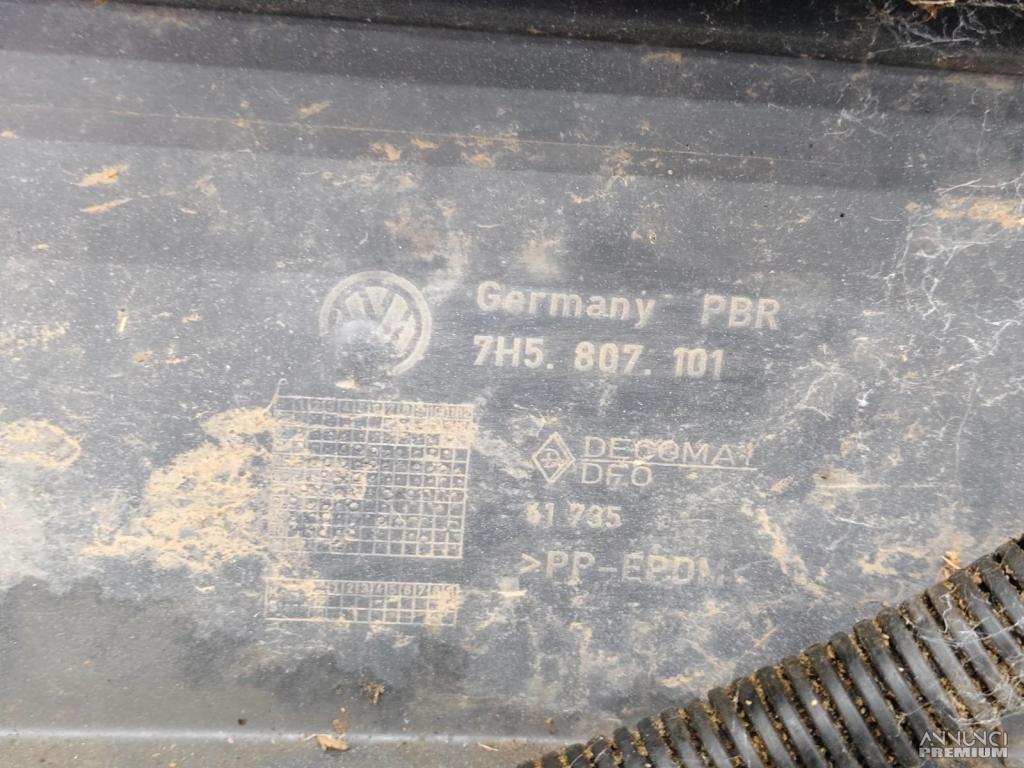 Germany PBR
7H5. 807. 101
DECOMA
DFO
61 735
>PP-EPDM
ANNUNCI
PREMIUM